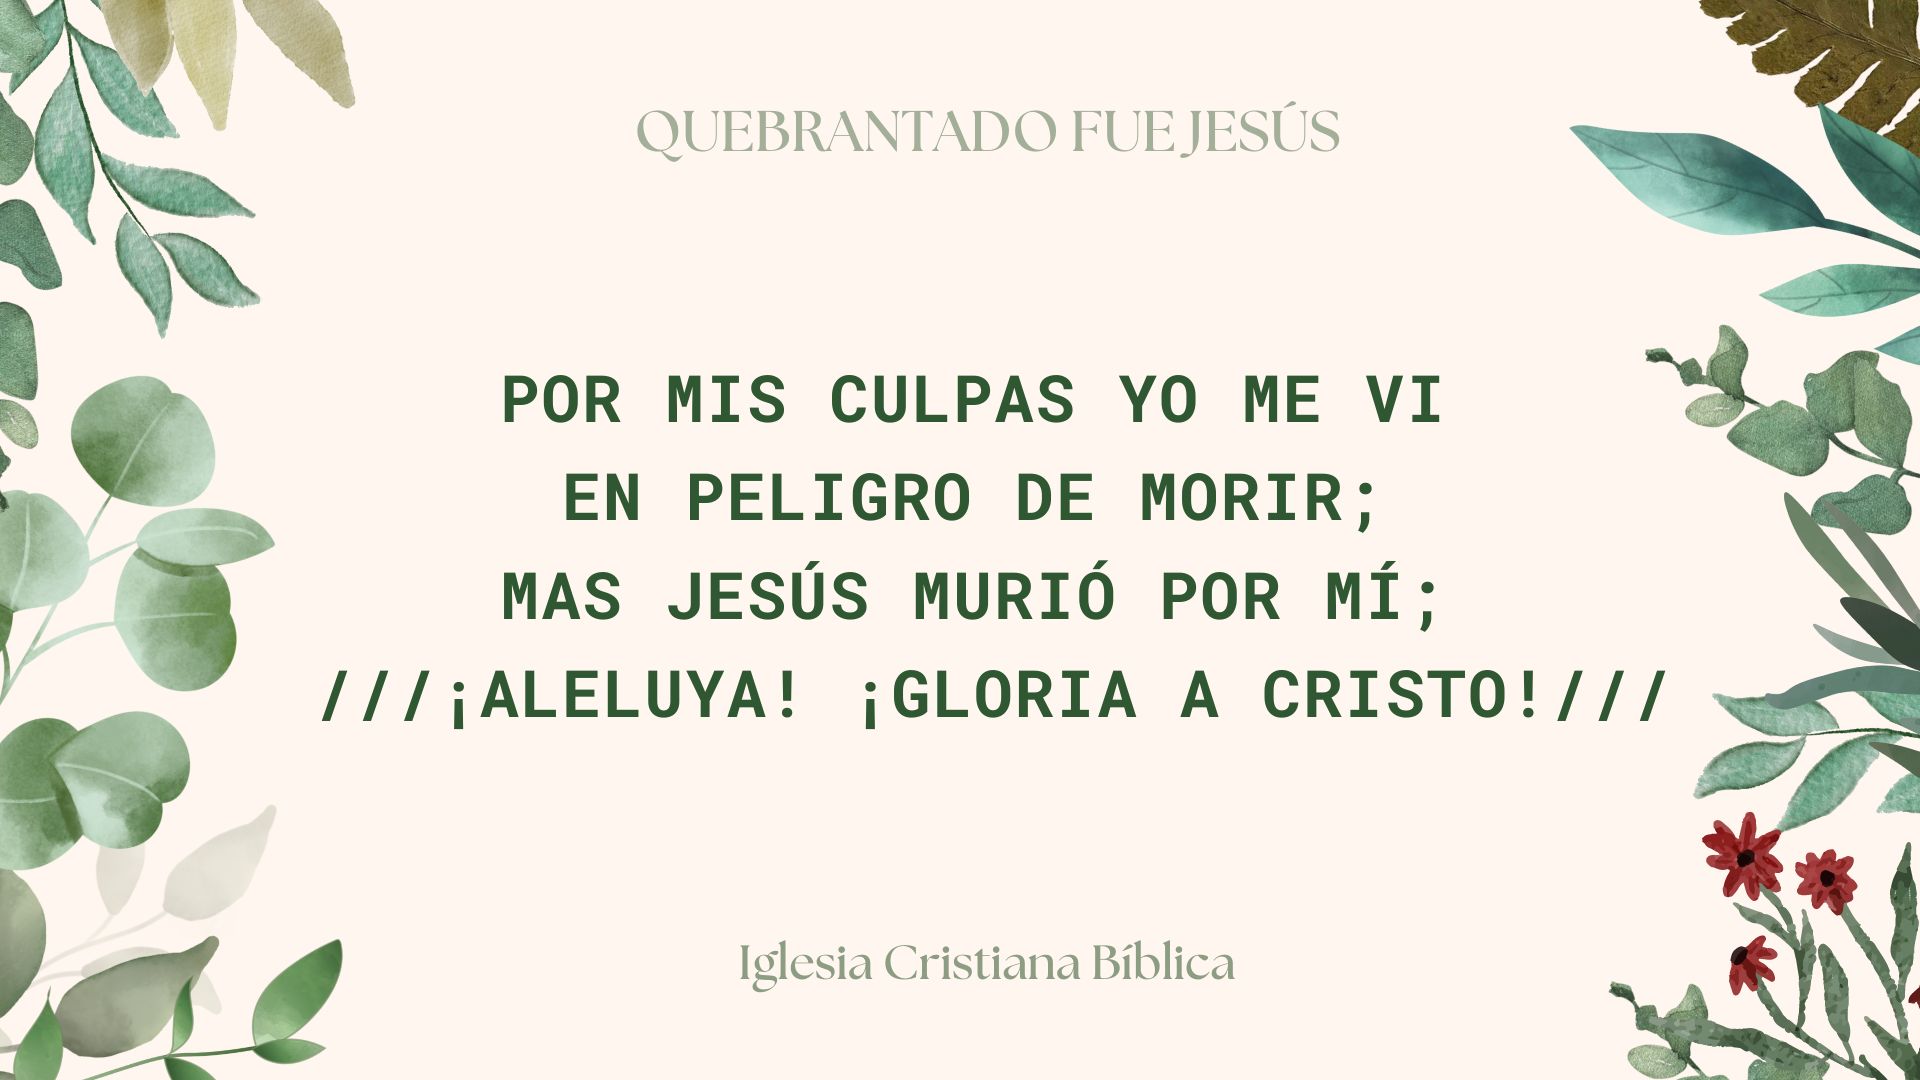 QUEBRANTADO FUE JESÚS
POR MIS CULPAS YO ME VI
EN PELIGRO DE MORIR;
MAS JESÚS MURIÓ POR MÍ;
///¡ALELUYA! ¡GLORIA A CRISTO!///
Iglesia Cristiana Bíblica